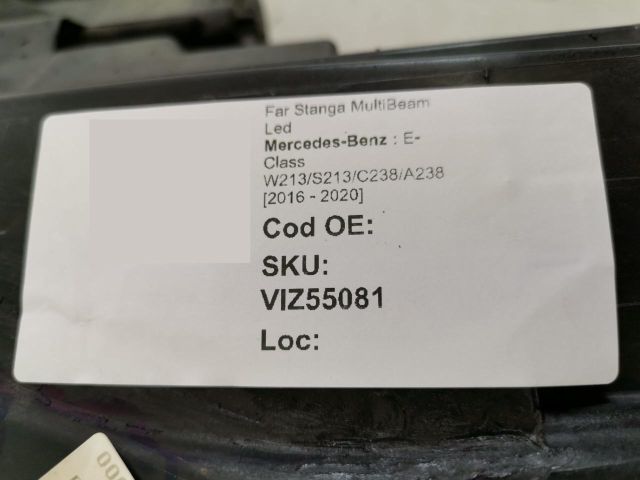 Far Stanga MultiBeam
Led
Mercedes-Benz : E-
Class
W213/S213/C238/A238
[2016 - 2020]
Cod OE:
SKU:
VIZ55081
Loc: